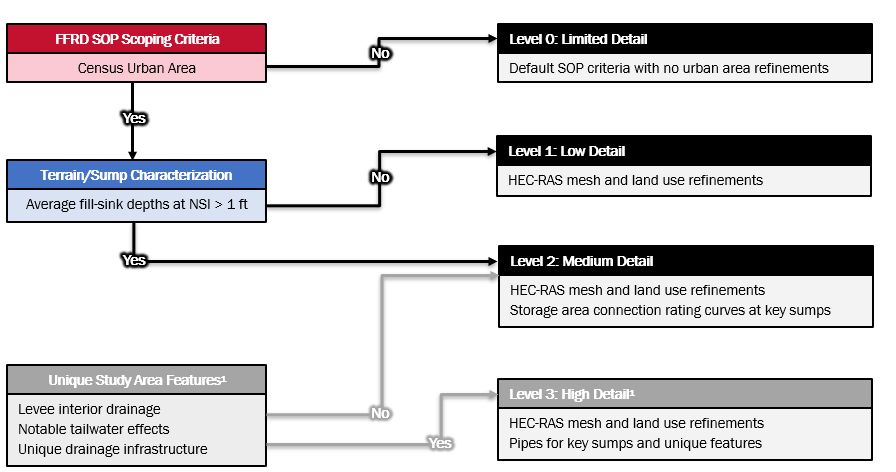 FFRD SOP Scoping Criteria
Census Urban Area
No
Level 0: Limited Detail
Default SOP criteria with no urban area refinements
Yes
Terrain/Sump Characterization
Average fill-sink depths at NSI > 1 ft
No
Level 1: Low Detail
HEC-RAS mesh and land use refinements
Yes
Level 2: Medium Detail
HEC-RAS mesh and land use refinements
Storage area connection rating curves at key sumps
Unique Study Area Features¹
Levee interior drainage
Notable tailwater effects
Unique drainage infrastructure
No
Yes
Level 3: High Detail¹
HEC-RAS mesh and land use refinements
Pipes for key sumps and unique features